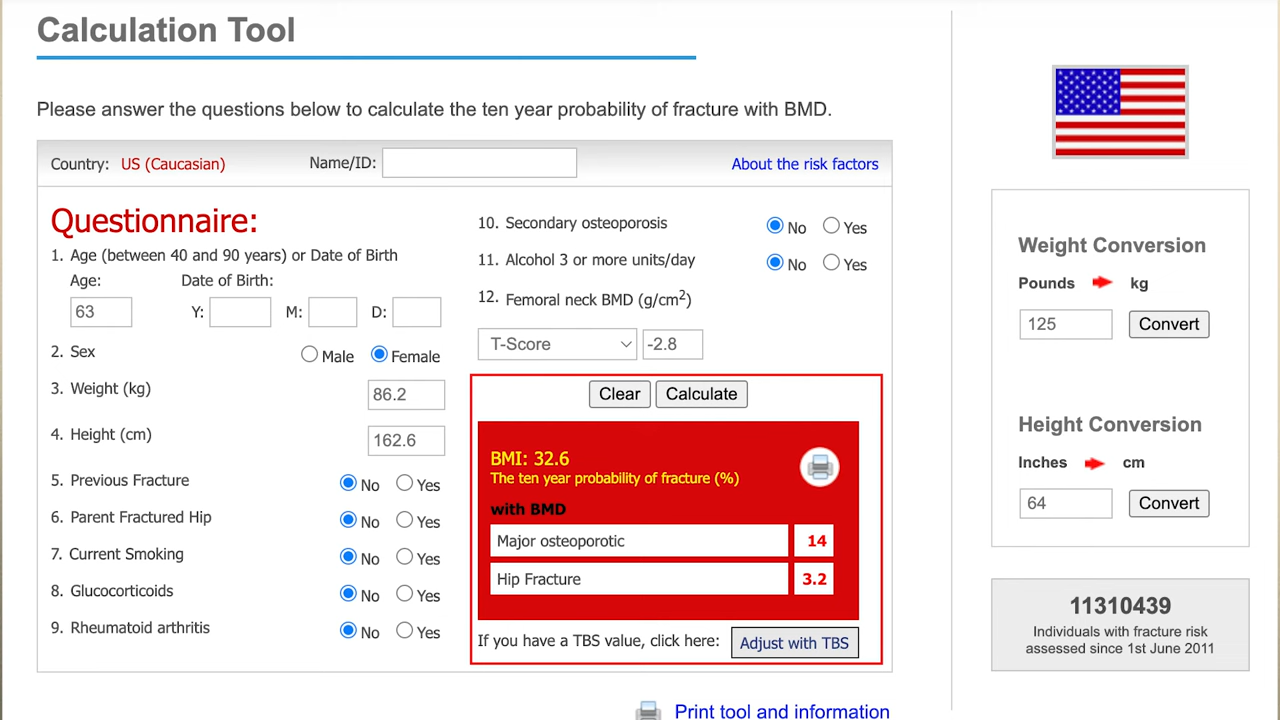 Calculation Tool
Please answer the questions below to calculate the ten year probability of fracture with BMD.
Country: US (Caucasian) Name/ID: About the risk factors
Questionnaire:
1. Age (between 40 and 90 years) or Date of Birth
Age: Date of Birth:
63 Y: M: D:
2. Sex Male Female
3. Weight (kg) 86.2
4. Height (cm) 162.6
5. Previous Fracture No Yes
6. Parent Fractured Hip No Yes
7. Current Smoking No Yes
8. Glucocorticoids No Yes
9. Rheumatoid arthritis No Yes
10. Secondary osteoporosis No Yes
11. Alcohol 3 or more units/day No Yes
12. Femoral neck BMD (g/cm²)
T-Score -2.8
Clear Calculate
BMI: 32.6
The ten year probability of fracture (%)
with BMD
Major osteoporotic 14
Hip Fracture 3.2
If you have a TBS value, click here: Adjust with TBS
Print tool and information
Weight Conversion
Pounds kg
125 Convert
Height Conversion
Inches cm
64 Convert
11310439
Individuals with fracture risk
assessed since 1st June 2011